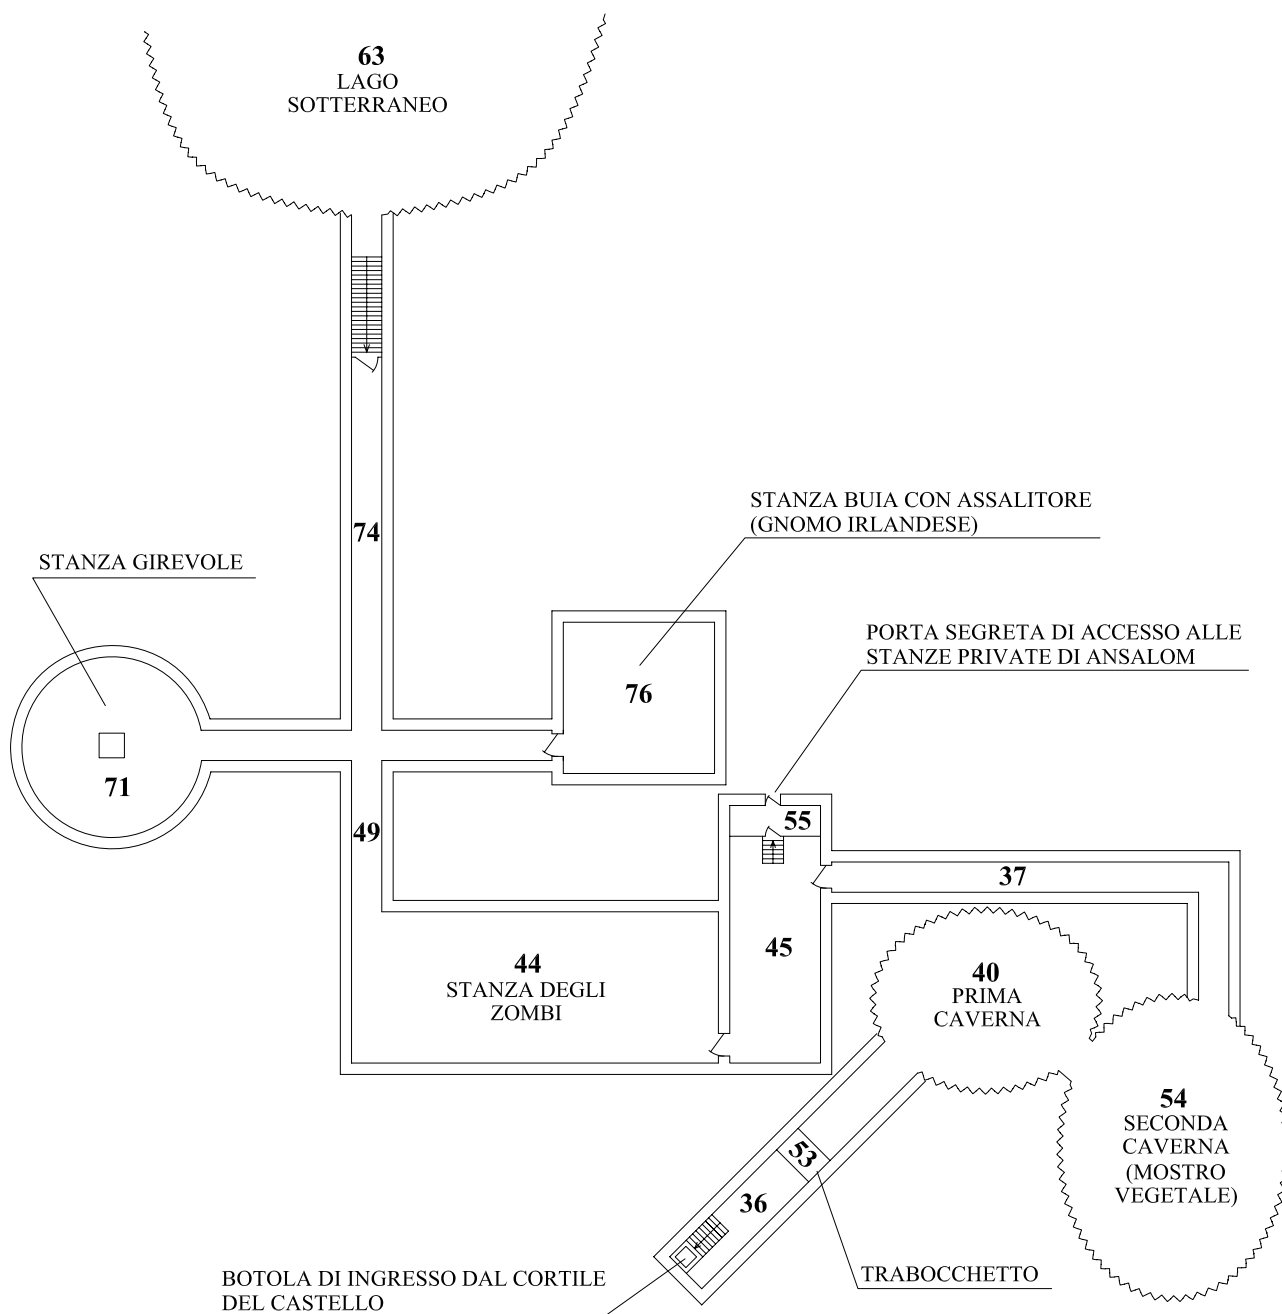 63
LAGO
SOTTERRANEO
STANZA BUIA CON ASSALITORE
(GNOMO IRLANDESE)
74
STANZA GIREVOLE
PORTA SEGRETA DI ACCESSO ALLE
STANZE PRIVATE DI ANSALOM
76
71
49
55
37
45
44
STANZA DEGLI
ZOMBI
40
PRIMA
CAVERNA
54
SECONDA
CAVERNA
(MOSTRO
VEGETALE)
53
36
TRABOCCHETTO
BOTOLA DI INGRESSO DAL CORTILE
DEL CASTELLO